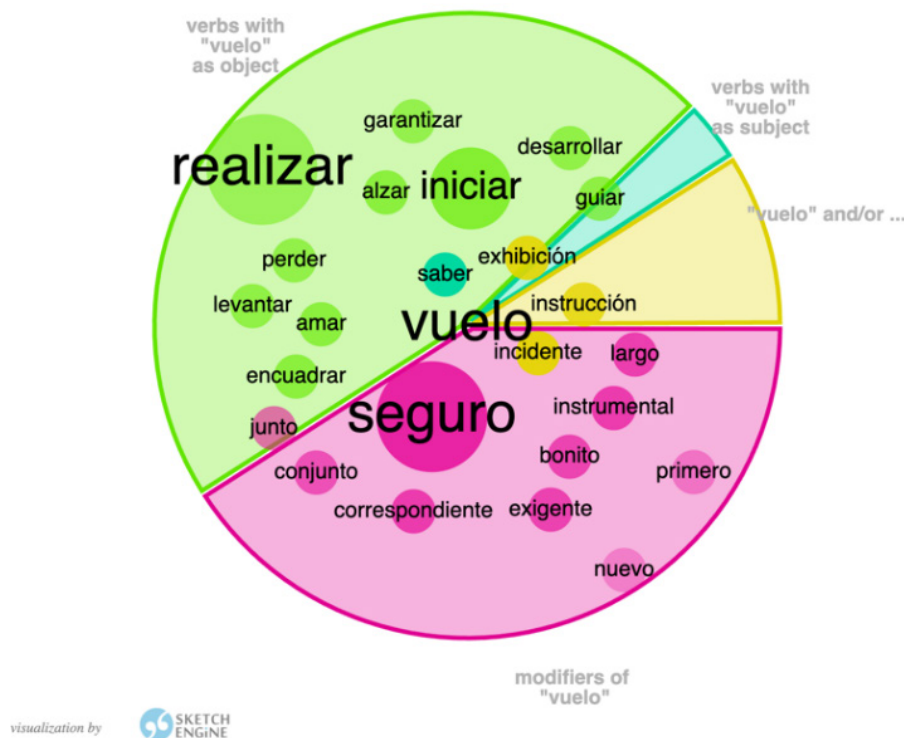 verbs with
"vuelo"
as object
verbs with
"vuelo"
as subject
garantizar
desarrollar
realizar
alzar
iniciar
guiar
"vuelo" and/or ...
perder
saber
exhibición
levantar
amar
vuelo
instrucción
encuadrar
incidente
largo
junto
seguro
instrumental
conjunto
bonito
primero
correspondiente
exigente
nuevo
modifiers of
"vuelo"
visualization by
SKETCH
ENGiNE